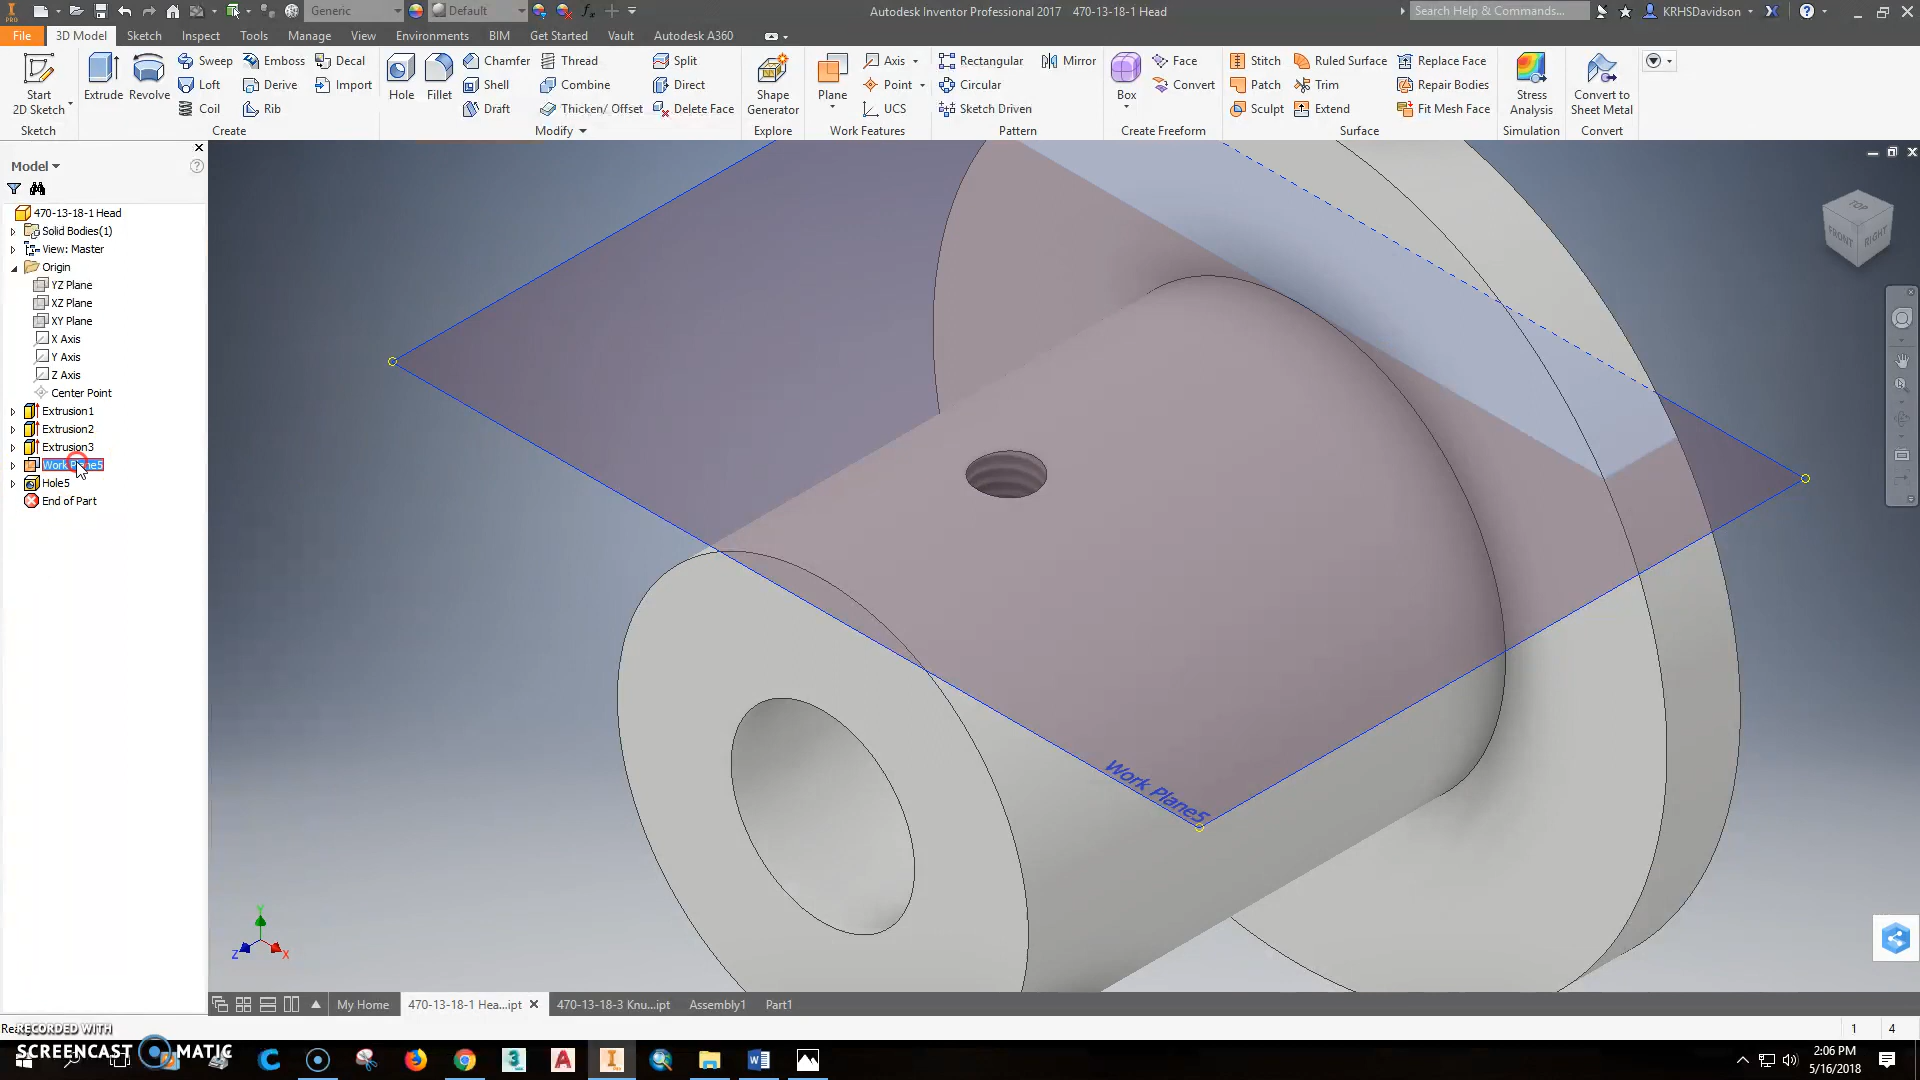 Generic
Default
fx
Autodesk Inventor Professional 2017 470-13-18-1 Head
Search Help & Commands...
KRHSDavidson
File 3D Model Sketch Inspect Tools Manage View Environments BIM Get Started Vault Autodesk A360
Start
2D Sketch
Extrude
Revolve
Sweep
Emboss
Decal
Loft
Derive
Import
Coil
Rib
Hole
Fillet
Chamfer
Thread
Split
Shell
Combine
Direct
Draft
Thicken/ Offset
Delete Face
Shape
Generator
Plane
Axis
Point
UCS
Rectangular
Mirror
Circular
Sketch Driven
Box
Face
Convert
Stitch
Ruled Surface
Replace Face
Patch
Trim
Repair Bodies
Sculpt
Extend
Fit Mesh Face
Stress
Analysis
Convert to
Sheet Metal
Sketch
Create
Modify
Explore
Work Features
Pattern
Create Freeform
Surface
Simulation
Convert
Model
470-13-18-1 Head
Solid Bodies(1)
View: Master
Origin
YZ Plane
XZ Plane
XY Plane
X Axis
Y Axis
Z Axis
Center Point
Extrusion1
Extrusion2
Extrusion3
Work Plane5
Hole5
End of Part
TOP
FRONT
RIGHT
Work Plane5
Y
Z
X
My Home
470-13-18-1 Hea...ipt
470-13-18-3 Knu...ipt
Assembly1
Part1
1 4
RECORDED WITH
SCREENCAST MATIC
2:06 PM
5/16/2018